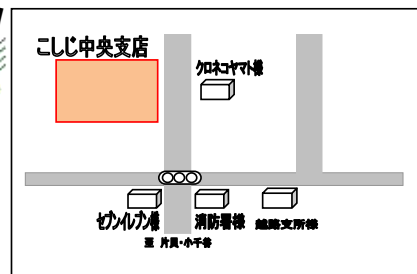 こしじ中央支店
クロネコヤマト様
セブンイレブン様
消防署様
越路支所様
至 片貝・小千谷